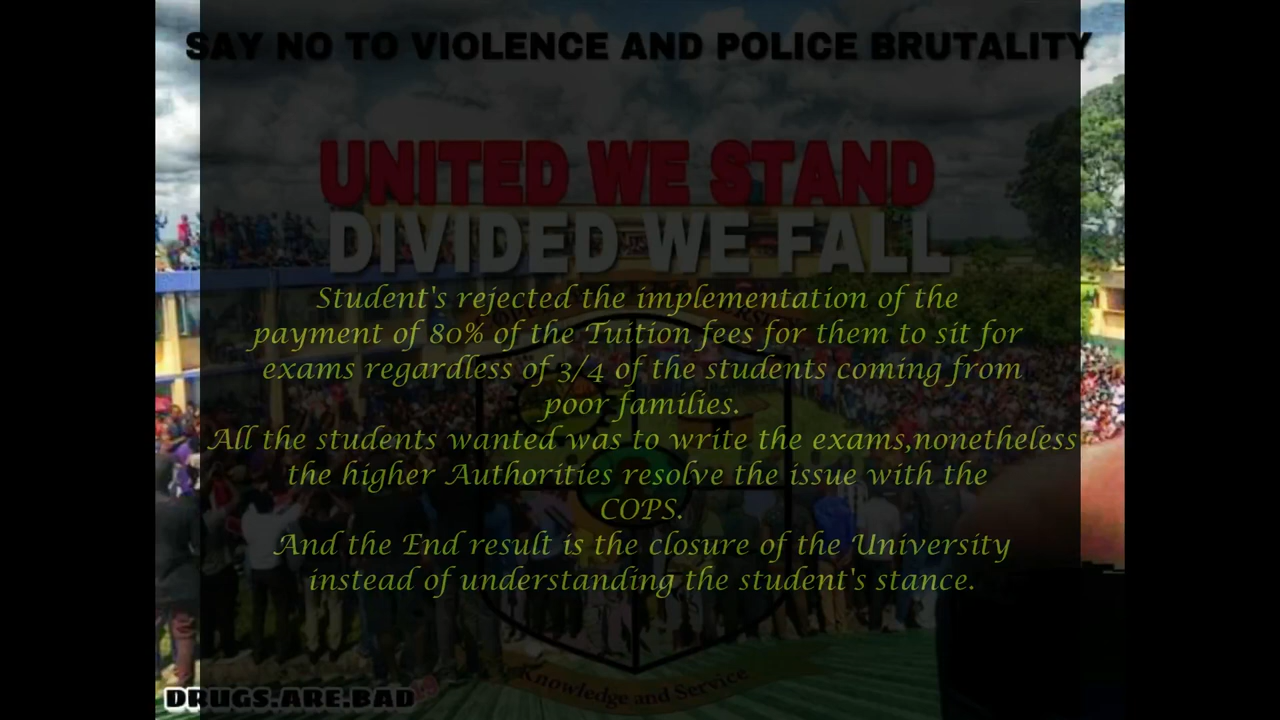 SAY NO TO VIOLENCE AND POLICE BRUTALITY
UNITED WE STAND
DIVIDED WE FALL
Student's rejected the implementation of the
payment of 80% of the Tuition fees for them to sit for
exams regardless of 3/4 of the students coming from
poor families.
All the students wanted was to write the exams,nonetheless
the higher Authorities resolve the issue with the
COPS.
And the End result is the closure of the University
instead of understanding the student's stance.
Knowledge and Service
DRUGS.ARE.BAD